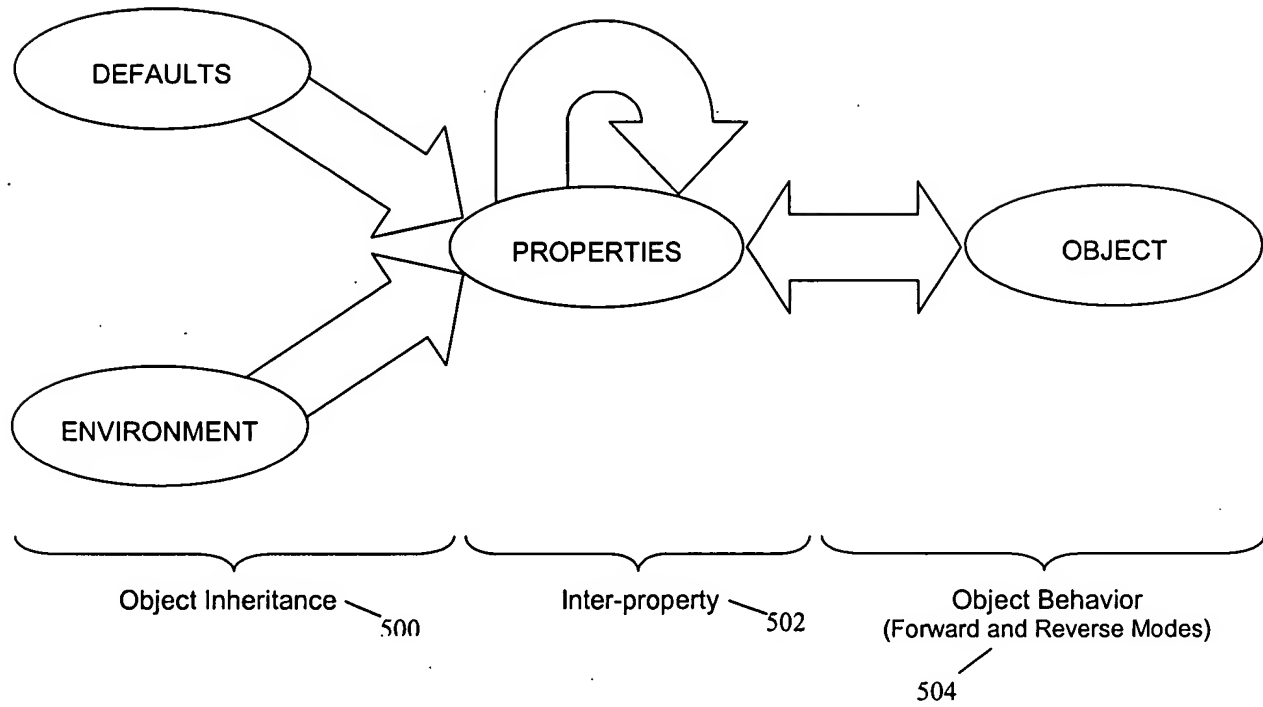 DEFAULTS
PROPERTIES
OBJECT
ENVIRONMENT
Object Inheritance
500
Inter-property
502
Object Behavior
(Forward and Reverse Modes)
504